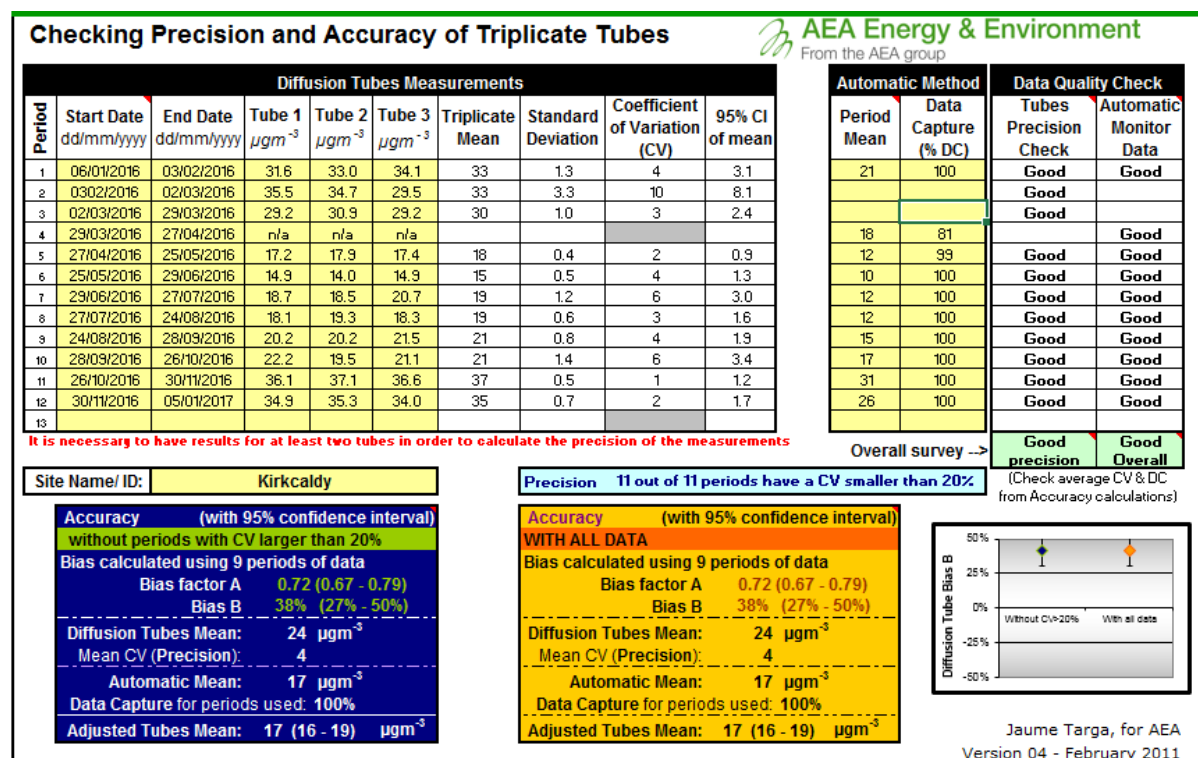 Checking Precision and Accuracy of Triplicate Tubes
AEA Energy & Environment
From the AEA group
Diffusion Tubes Measurements
Automatic Method
Data Quality Check
Period
Start Date dd/mm/yyyy
End Date dd/mm/yyyy
Tube 1 µgm⁻³
Tube 2 µgm⁻³
Tube 3 µgm⁻³
Triplicate Mean
Standard Deviation
Coefficient of Variation (CV)
95% CI of mean
Period Mean
Data Capture (% DC)
Tubes Precision Check
Automatic Monitor Data
1 06/01/2016 03/02/2016 31.6 33.0 34.1 33 1.3 4 3.1 21 100 Good Good
2 0302/2016 02/03/2016 35.5 34.7 29.5 33 3.3 10 8.1 Good
3 02/03/2016 29/03/2016 29.2 30.9 29.2 30 1.0 3 2.4 Good
4 29/03/2016 27/04/2016 n/a n/a n/a 18 81 Good
5 27/04/2016 25/05/2016 17.2 17.9 17.4 18 0.4 2 0.9 12 99 Good Good
6 25/05/2016 29/06/2016 14.9 14.0 14.9 15 0.5 4 1.3 10 100 Good Good
7 29/06/2016 27/07/2016 18.7 18.5 20.7 19 1.2 6 3.0 12 100 Good Good
8 27/07/2016 24/08/2016 18.1 19.3 18.3 19 0.6 3 1.6 12 100 Good Good
9 24/08/2016 28/09/2016 20.2 20.2 21.5 21 0.8 4 1.9 15 100 Good Good
10 28/09/2016 26/10/2016 22.2 19.5 21.1 21 1.4 6 3.4 17 100 Good Good
11 26/10/2016 30/11/2016 36.1 37.1 36.6 37 0.5 1 1.2 31 100 Good Good
12 30/11/2016 05/01/2017 34.9 35.3 34.0 35 0.7 2 1.7 26 100 Good Good
13
It is necessary to have results for at least two tubes in order to calculate the precision of the measurements
Overall survey -->
Good precision
Good Overall
(Check average CV & DC
from Accuracy calculations)
Site Name/ ID: Kirkcaldy
Precision 11 out of 11 periods have a CV smaller than 20%
Accuracy (with 95% confidence interval)
without periods with CV larger than 20%
Bias calculated using 9 periods of data
Bias factor A 0.72 (0.67 - 0.79)
Bias B 38% (27% - 50%)
Diffusion Tubes Mean: 24 µgm⁻³
Mean CV (Precision): 4
Automatic Mean: 17 µgm⁻³
Data Capture for periods used: 100%
Adjusted Tubes Mean: 17 (16 - 19) µgm⁻³
Accuracy (with 95% confidence interval)
WITH ALL DATA
Bias calculated using 9 periods of data
Bias factor A 0.72 (0.67 - 0.79)
Bias B 38% (27% - 50%)
Diffusion Tubes Mean: 24 µgm⁻³
Mean CV (Precision): 4
Automatic Mean: 17 µgm⁻³
Data Capture for periods used: 100%
Adjusted Tubes Mean: 17 (16 - 19) µgm⁻³
Diffusion Tube Bias B
50%
25%
0%
-25%
-50%
Without CV>20%
With all data
Jaume Targa, for AEA
Version 04 - February 2011